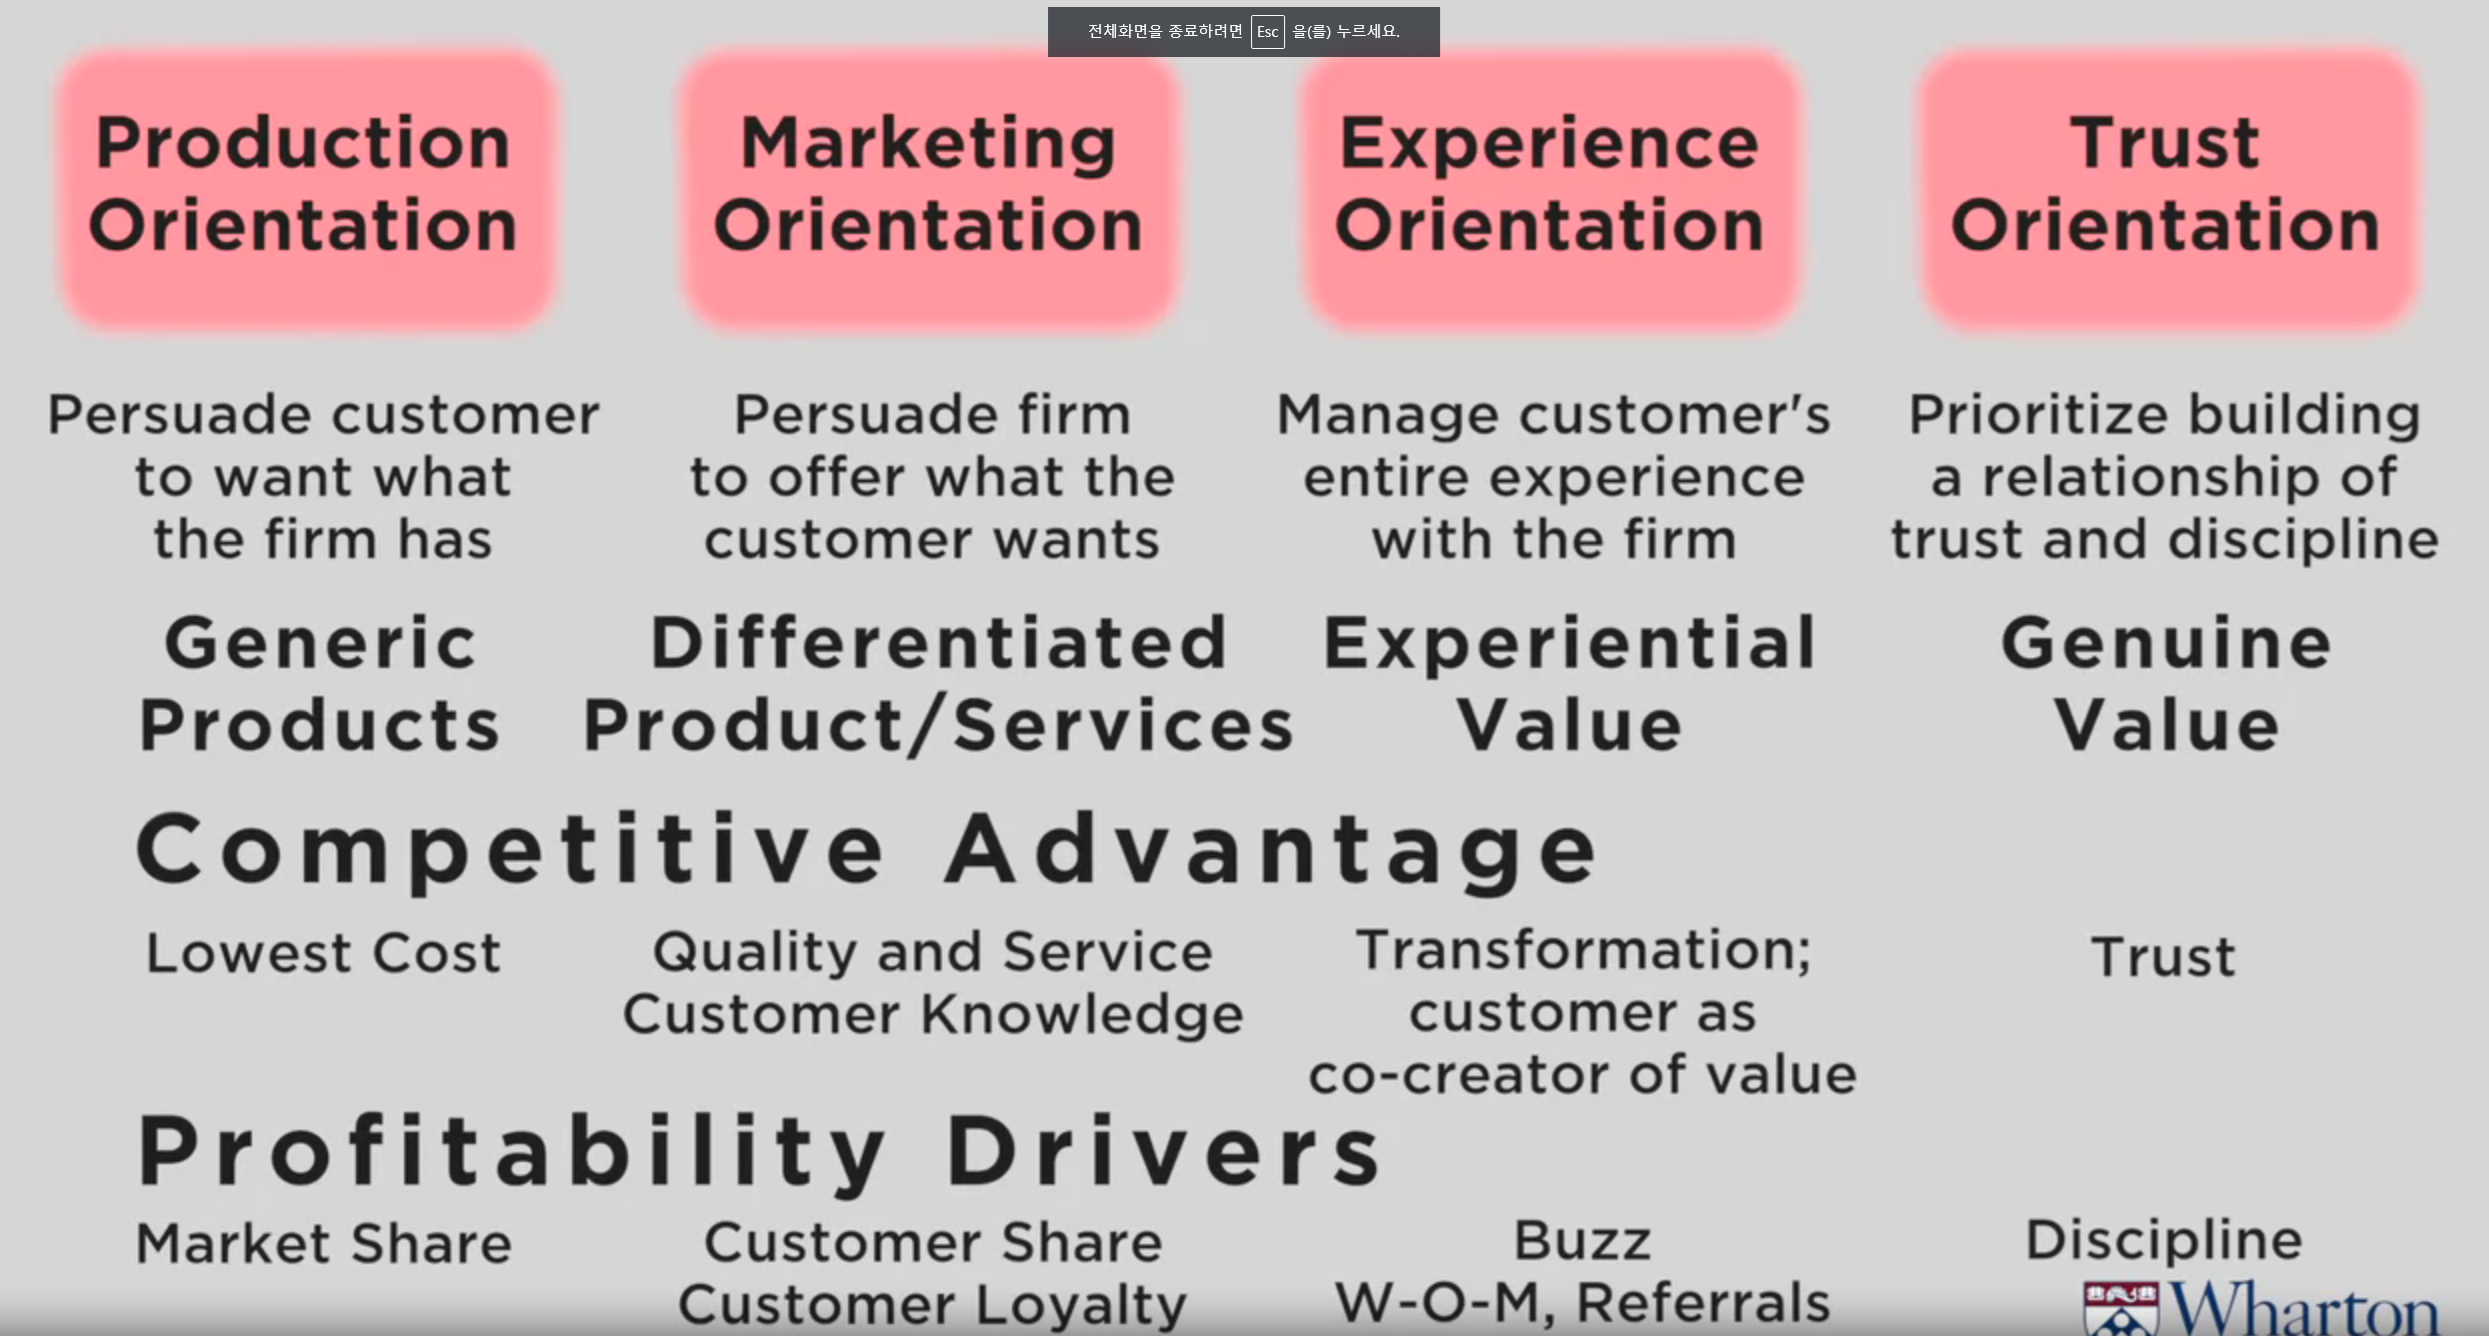 전체화면을 종료하려면 Esc 을(를) 누르세요.
Production
Orientation
Marketing
Orientation
Experience
Orientation
Trust
Orientation
Persuade customer
to want what
the firm has
Persuade firm
to offer what the
customer wants
Manage customer's
entire experience
with the firm
Prioritize building
a relationship of
trust and discipline
Generic
Products
Differentiated
Product/Services
Experiential
Value
Genuine
Value
Competitive Advantage
Lowest Cost
Quality and Service
Customer Knowledge
Transformation;
customer as
co-creator of value
Trust
Profitability Drivers
Market Share
Customer Share
Customer Loyalty
Buzz
W-O-M, Referrals
Discipline
Wharton